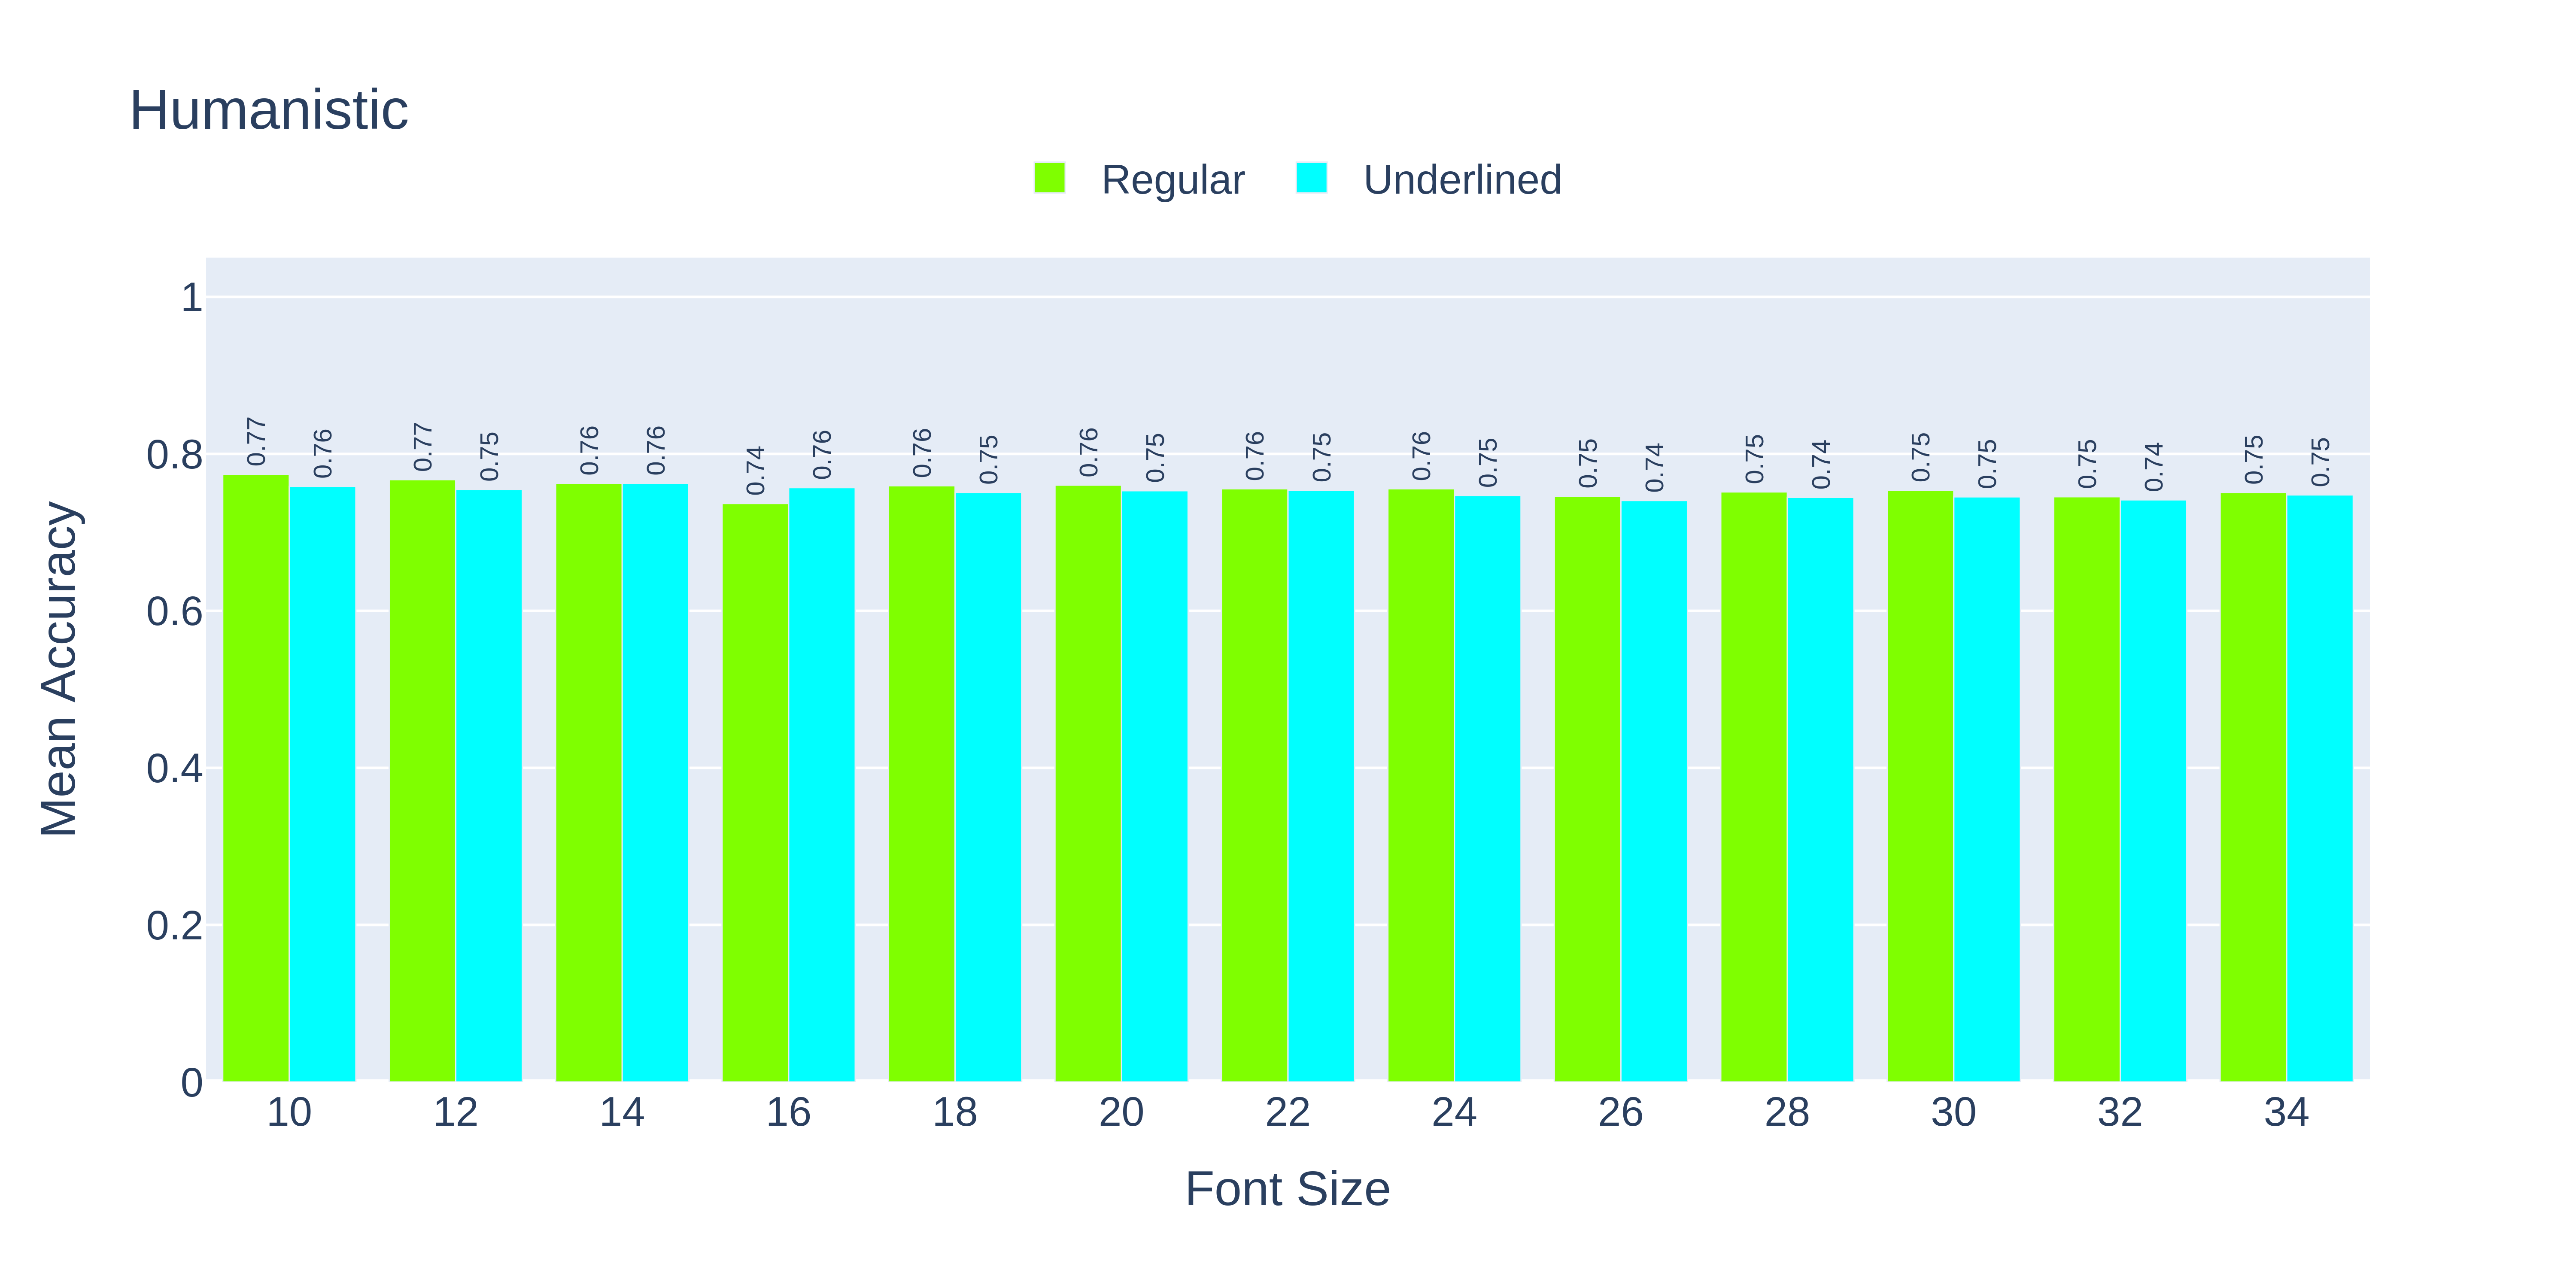 Humanistic
Regular Underlined
1
0.8
0.6
0.4
0.2
0
Mean Accuracy
0.77 0.76 0.77 0.75 0.76 0.76 0.74 0.76 0.76 0.75 0.76 0.75 0.76 0.75 0.76 0.75 0.75 0.74 0.75 0.74 0.75 0.75 0.75 0.74 0.75 0.75
10 12 14 16 18 20 22 24 26 28 30 32 34
Font Size